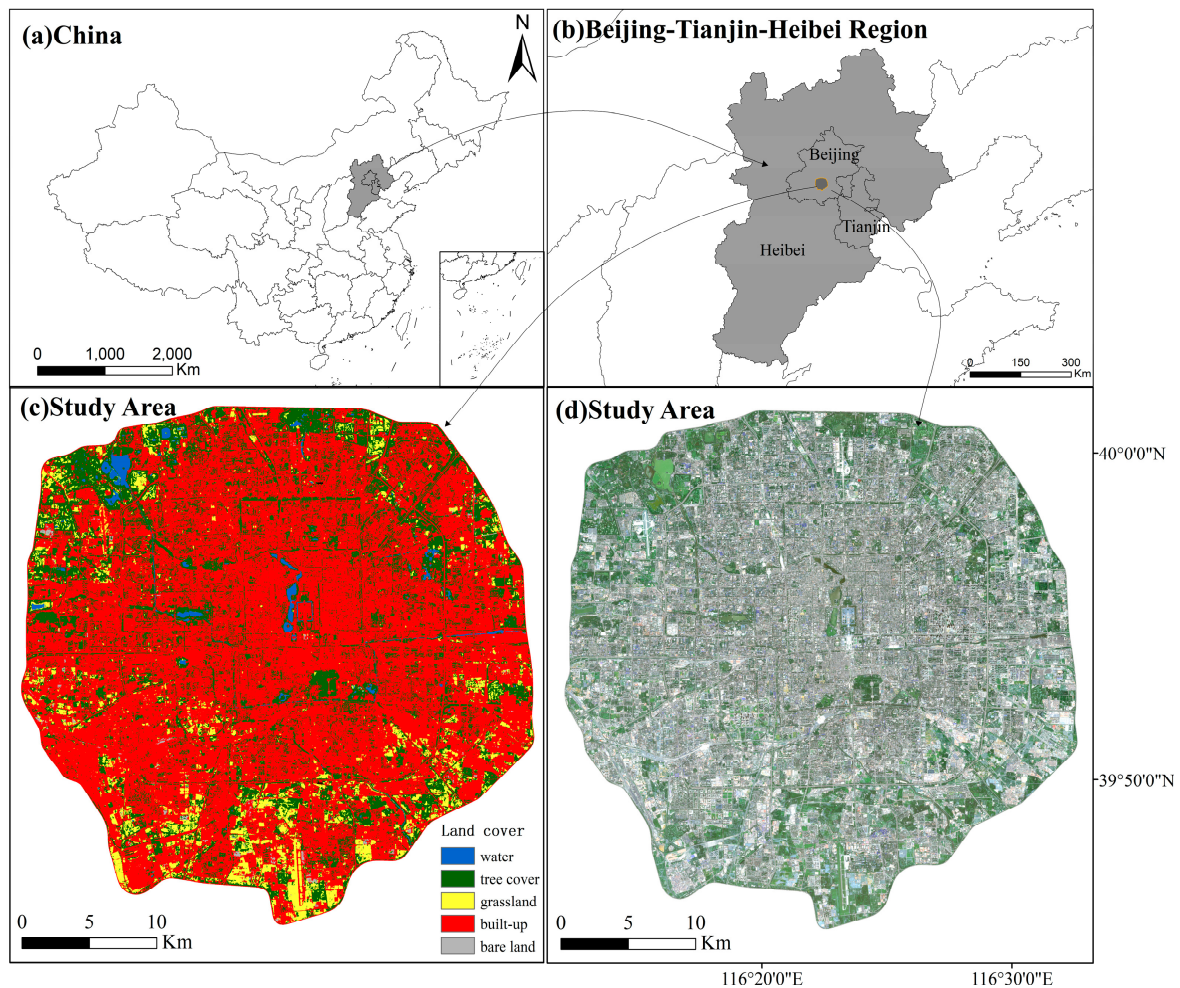 (a)China
N
0 1,000 2,000
Km
(b)Beijing-Tianjin-Heibei Region
Beijing
Tianjin
Heibei
0 150 300
Km
(c)Study Area
Land cover
water
tree cover
grassland
built-up
bare land
0 5 10
Km
(d)Study Area
0 5 10
Km
40°0'0"N
39°50'0"N
116°20'0"E 116°30'0"E